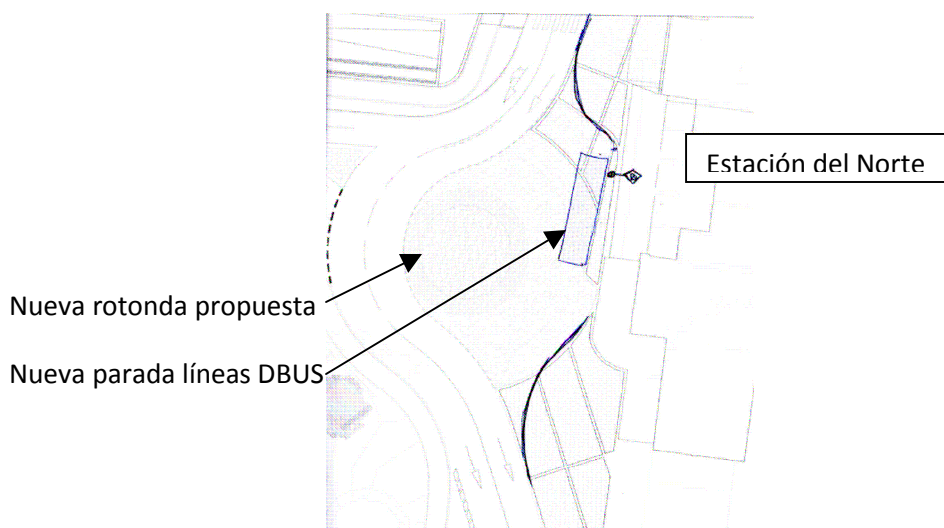 Estación del Norte
Nueva rotonda propuesta
Nueva parada líneas DBUS